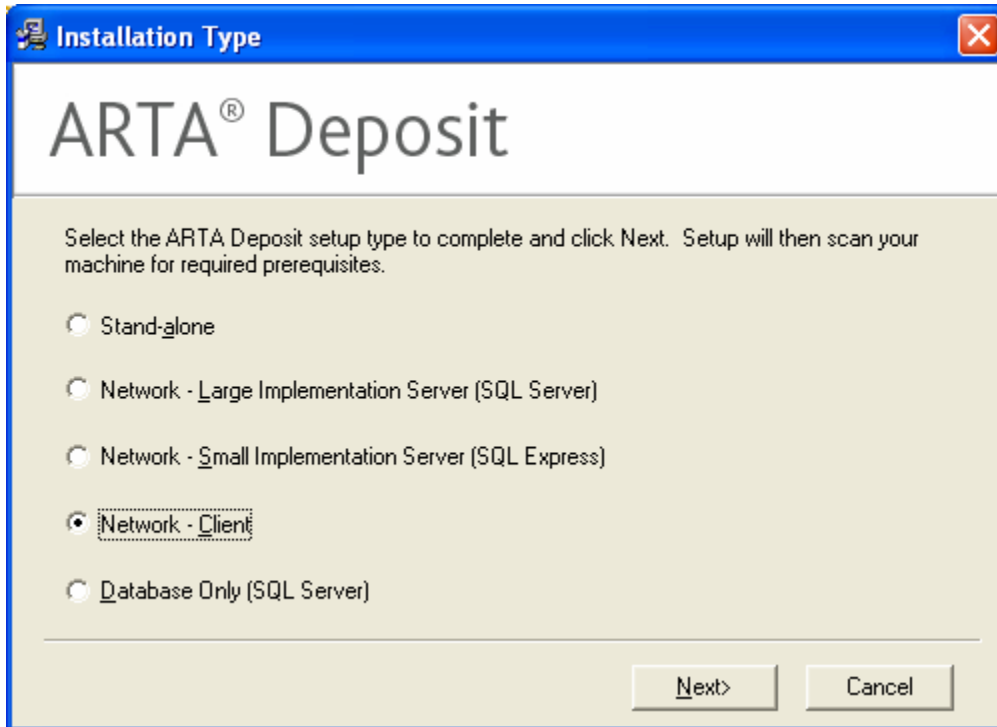 Installation Type
ARTA® Deposit
Select the ARTA Deposit setup type to complete and click Next.  Setup will then scan your
machine for required prerequisites.
Stand-alone
Network - Large Implementation Server (SQL Server)
Network - Small Implementation Server (SQL Express)
Network - Client
Database Only (SQL Server)
Next>
Cancel